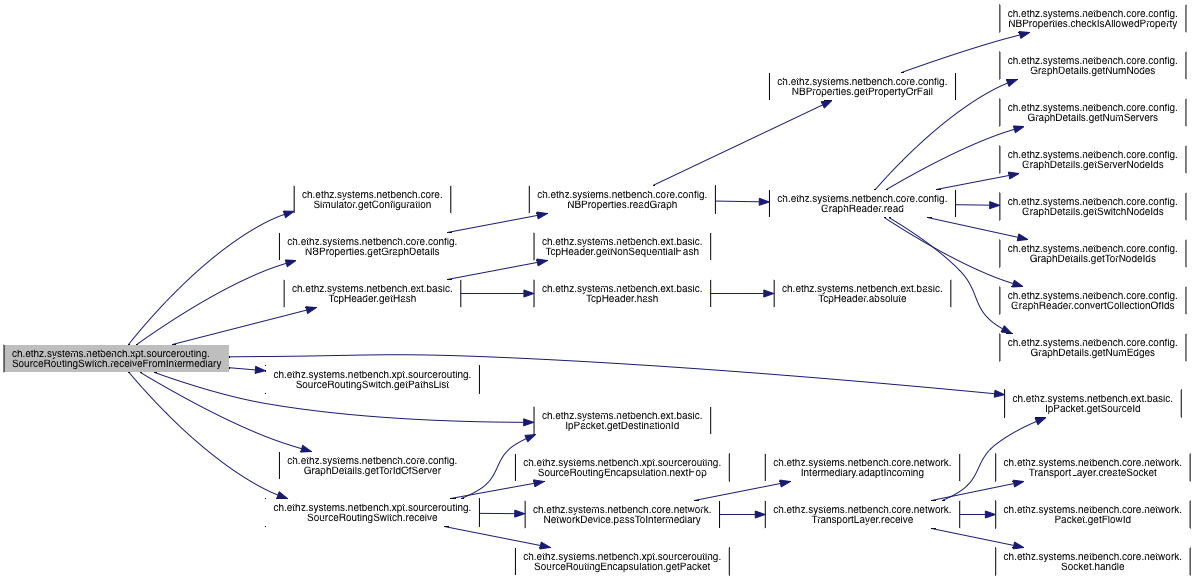 ch.ethz.systems.netbench.xpt.sourcerouting.
SourceRoutingSwitch.receiveFromIntermediary
ch.ethz.systems.netbench.core.
Simulator.getConfiguration
ch.ethz.systems.netbench.core.config.
NBProperties.getGraphDetails
ch.ethz.systems.netbench.ext.basic.
TcpHeader.getHash
ch.ethz.systems.netbench.xpt.sourcerouting.
SourceRoutingSwitch.getPathsList
ch.ethz.systems.netbench.core.config.
GraphDetails.getTorIdOfServer
ch.ethz.systems.netbench.xpt.sourcerouting.
SourceRoutingSwitch.receive
ch.ethz.systems.netbench.core.config.
NBProperties.readGraph
ch.ethz.systems.netbench.ext.basic.
TcpHeader.getNonSequentialHash
ch.ethz.systems.netbench.ext.basic.
TcpHeader.hash
ch.ethz.systems.netbench.ext.basic.
IpPacket.getDestinationId
ch.ethz.systems.netbench.xpt.sourcerouting.
SourceRoutingEncapsulation.nextHop
ch.ethz.systems.netbench.core.network.
NetworkDevice.passToIntermediary
ch.ethz.systems.netbench.xpt.sourcerouting.
SourceRoutingEncapsulation.getPacket
ch.ethz.systems.netbench.core.config.
NBProperties.getPropertyOrFail
ch.ethz.systems.netbench.core.config.
GraphReader.read
ch.ethz.systems.netbench.ext.basic.
TcpHeader.absolute
ch.ethz.systems.netbench.core.network.
Intermediary.adaptIncoming
ch.ethz.systems.netbench.core.network.
TransportLayer.receive
ch.ethz.systems.netbench.core.config.
NBProperties.checkIsAllowedProperty
ch.ethz.systems.netbench.core.config.
GraphDetails.getNumNodes
ch.ethz.systems.netbench.core.config.
GraphDetails.getNumServers
ch.ethz.systems.netbench.core.config.
GraphDetails.getServerNodeIds
ch.ethz.systems.netbench.core.config.
GraphDetails.getSwitchNodeIds
ch.ethz.systems.netbench.core.config.
GraphDetails.getTorNodeIds
ch.ethz.systems.netbench.core.config.
GraphReader.convertCollectionOfIds
ch.ethz.systems.netbench.core.config.
GraphDetails.getNumEdges
ch.ethz.systems.netbench.ext.basic.
IpPacket.getSourceId
ch.ethz.systems.netbench.core.network.
TransportLayer.createSocket
ch.ethz.systems.netbench.core.network.
Packet.getFlowId
ch.ethz.systems.netbench.core.network.
Socket.handle